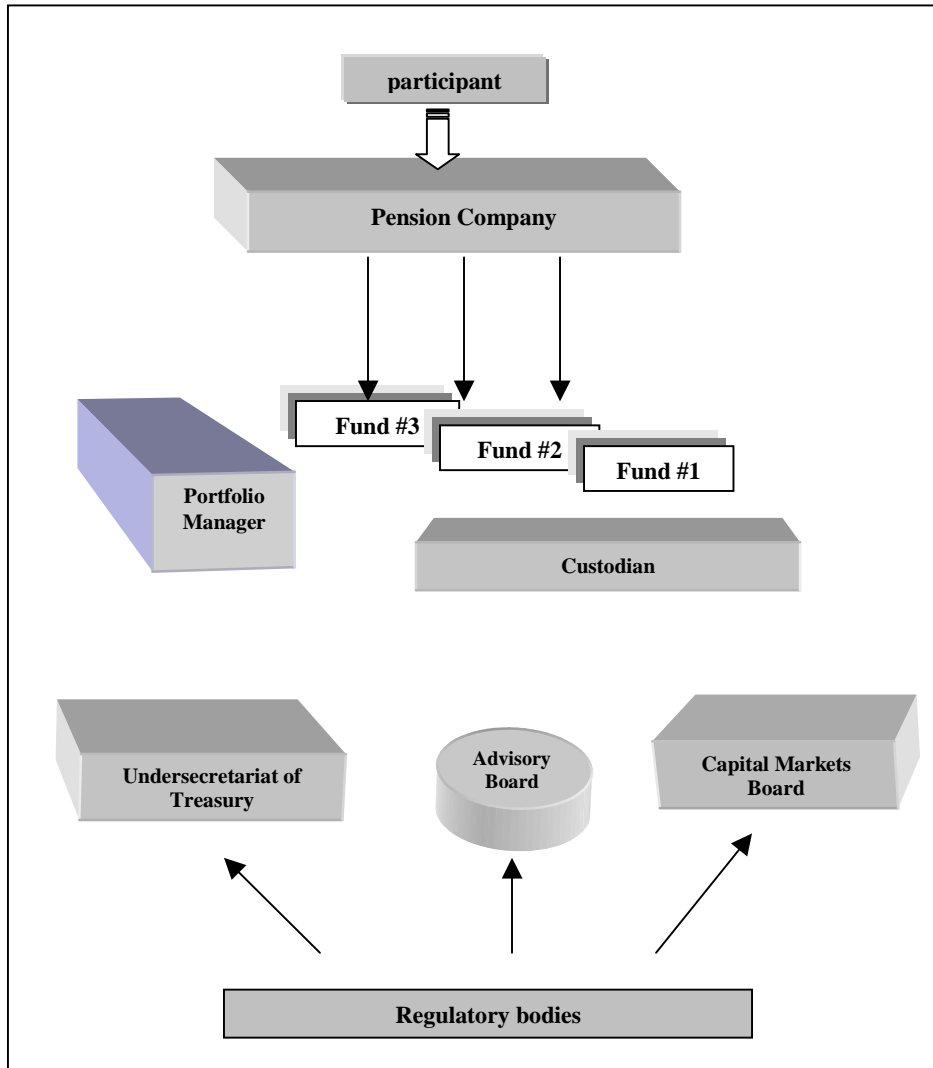 participant
Pension Company
Fund #3
Fund #2
Fund #1
Portfolio
Manager
Custodian
Undersecretariat of
Treasury
Advisory
Board
Capital Markets
Board
Regulatory bodies